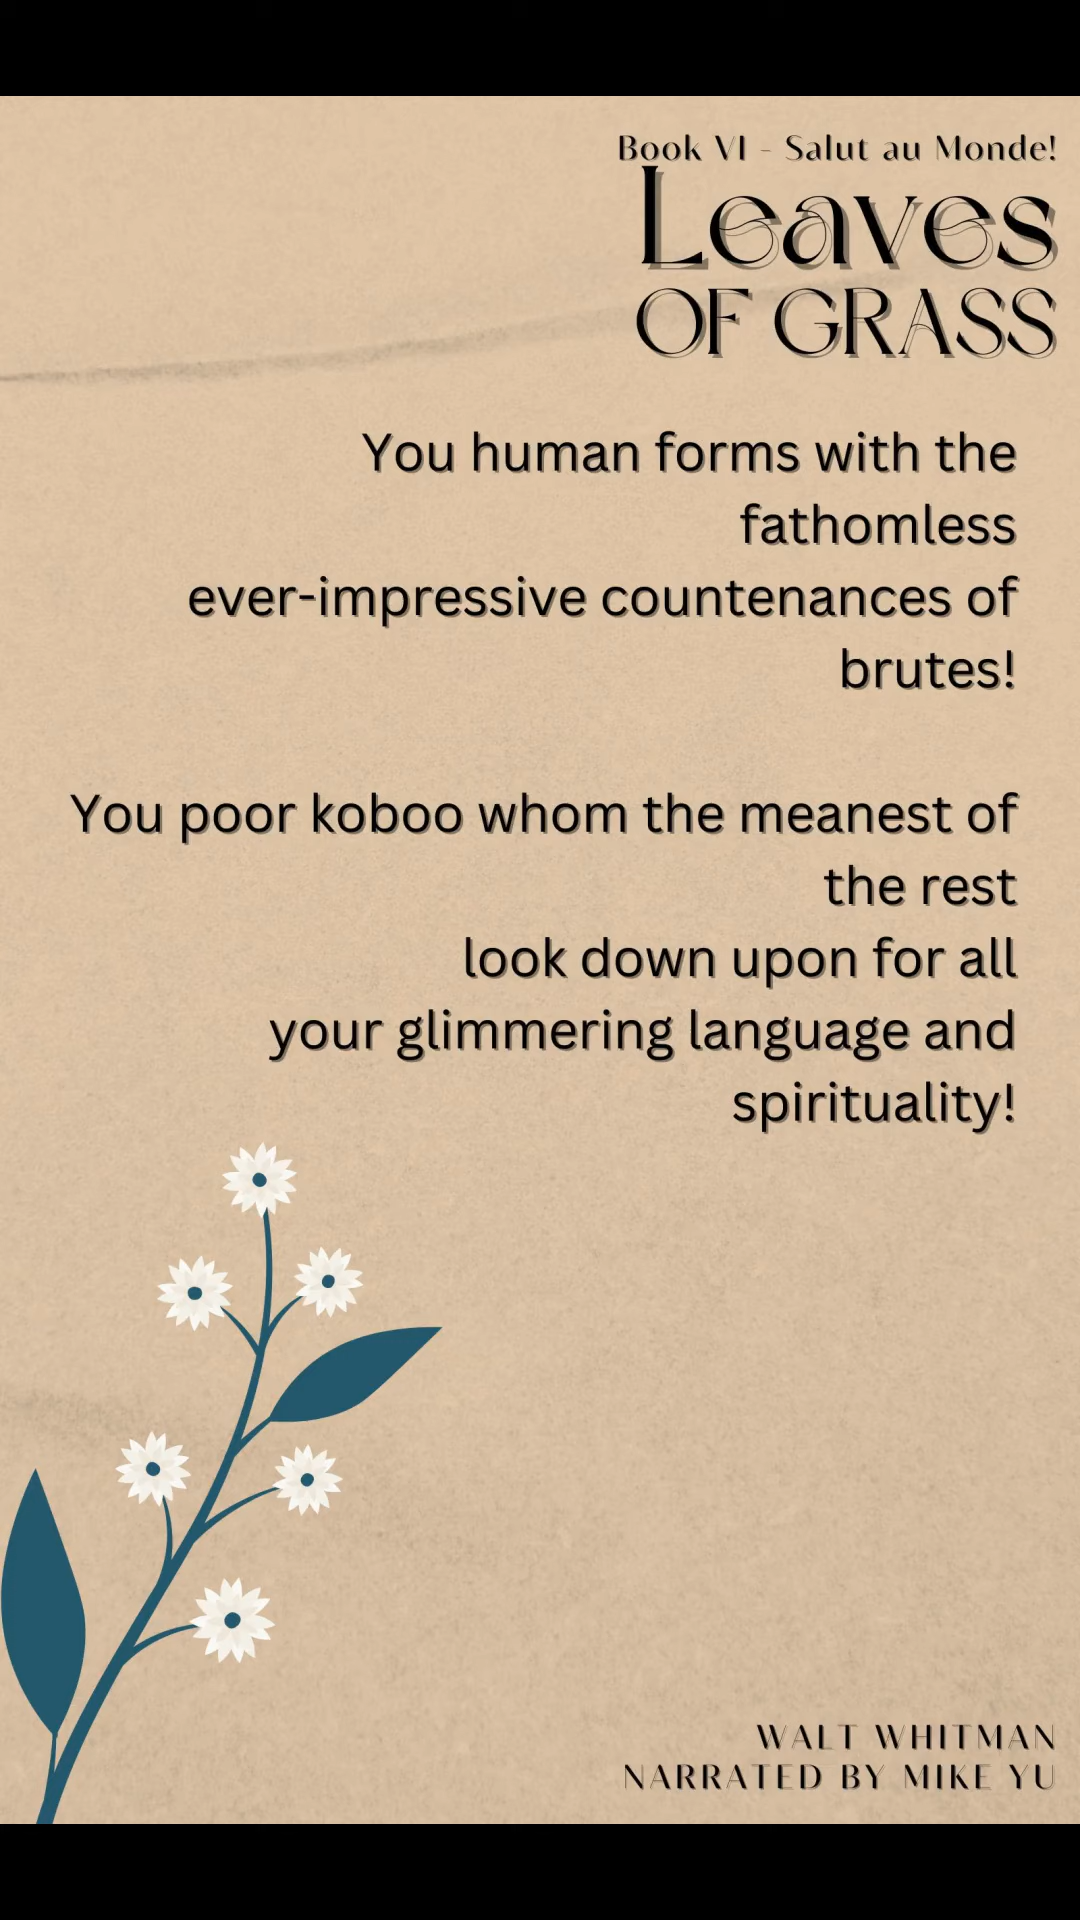 Book VI - Salut au Monde!
Leaves
OF GRASS
You human forms with the
fathomless
ever-impressive countenances of
brutes!
You poor koboo whom the meanest of
the rest
look down upon for all
your glimmering language and
spirituality!
WALT WHITMAN
NARRATED BY MIKE YU